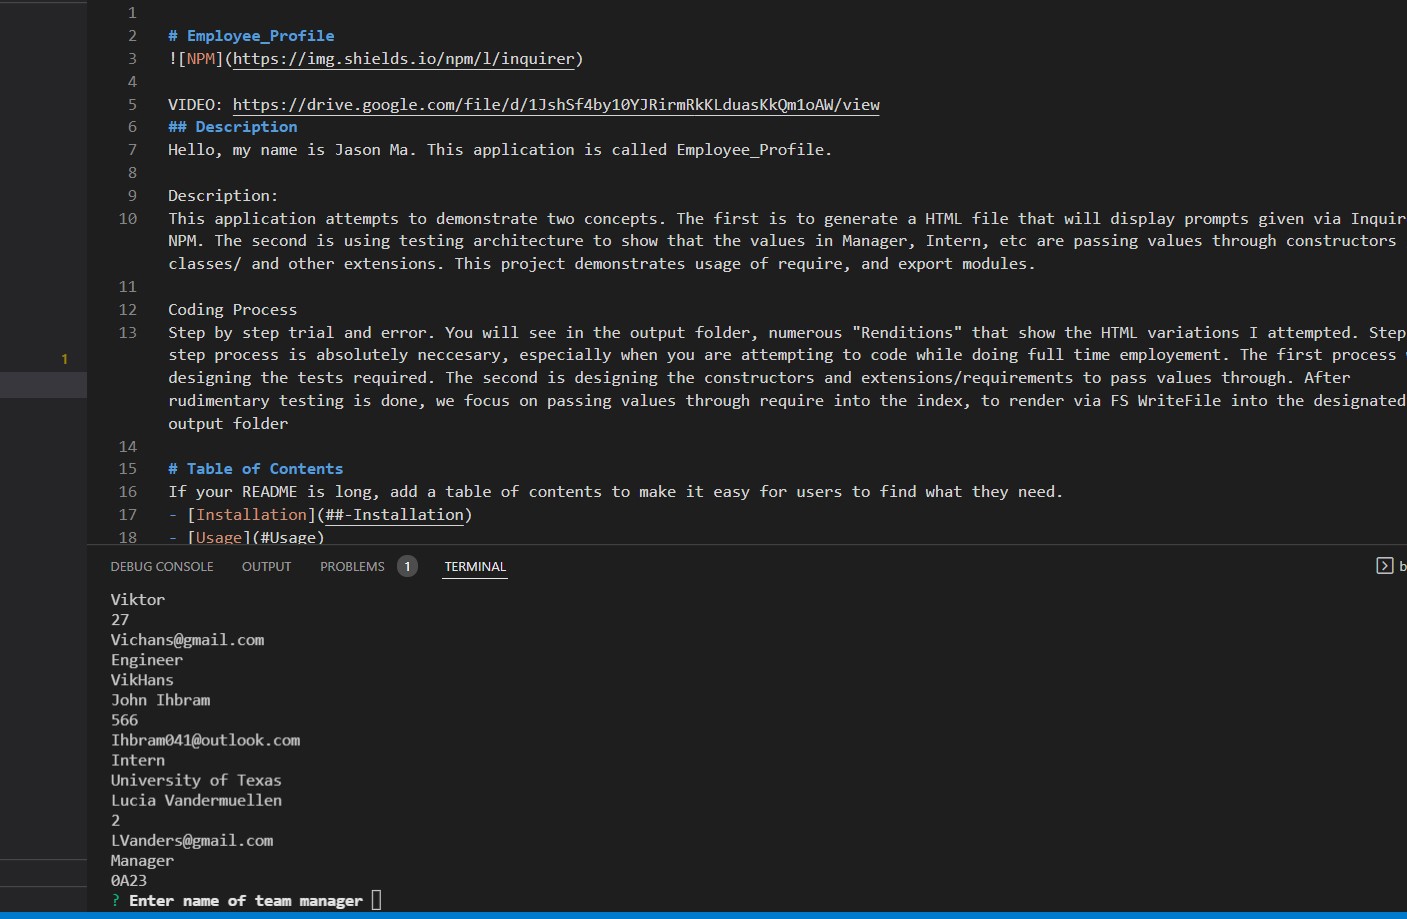 1
2 # Employee_Profile
3 ![NPM](https://img.shields.io/npm/l/inquirer)
4
5 VIDEO: https://drive.google.com/file/d/1JshSf4by10YJRirmRkKLduasKkQm1oAW/view
6 ## Description
7 Hello, my name is Jason Ma. This application is called Employee_Profile.
8
9 Description:
10 This application attempts to demonstrate two concepts. The first is to generate a HTML file that will display prompts given via Inquir
NPM. The second is using testing architecture to show that the values in Manager, Intern, etc are passing values through constructors
classes/ and other extensions. This project demonstrates usage of require, and export modules.
11
12 Coding Process
13 Step by step trial and error. You will see in the output folder, numerous "Renditions" that show the HTML variations I attempted. Step
1
step process is absolutely neccesary, especially when you are attempting to code while doing full time employement. The first process
designing the tests required. The second is designing the constructors and extensions/requirements to pass values through. After
rudimentary testing is done, we focus on passing values through require into the index, to render via FS WriteFile into the designated
output folder
14
15 # Table of Contents
16 If your README is long, add a table of contents to make it easy for users to find what they need.
17 - [Installation](##-Installation)
18 - [Usage](#Usage)
DEBUG CONSOLE OUTPUT PROBLEMS 1 TERMINAL b
Viktor
27
Vichans@gmail.com
Engineer
VikHans
John Ihbram
566
Ihbram041@outlook.com
Intern
University of Texas
Lucia Vandermuellen
2
LVanders@gmail.com
Manager
0A23
? Enter name of team manager